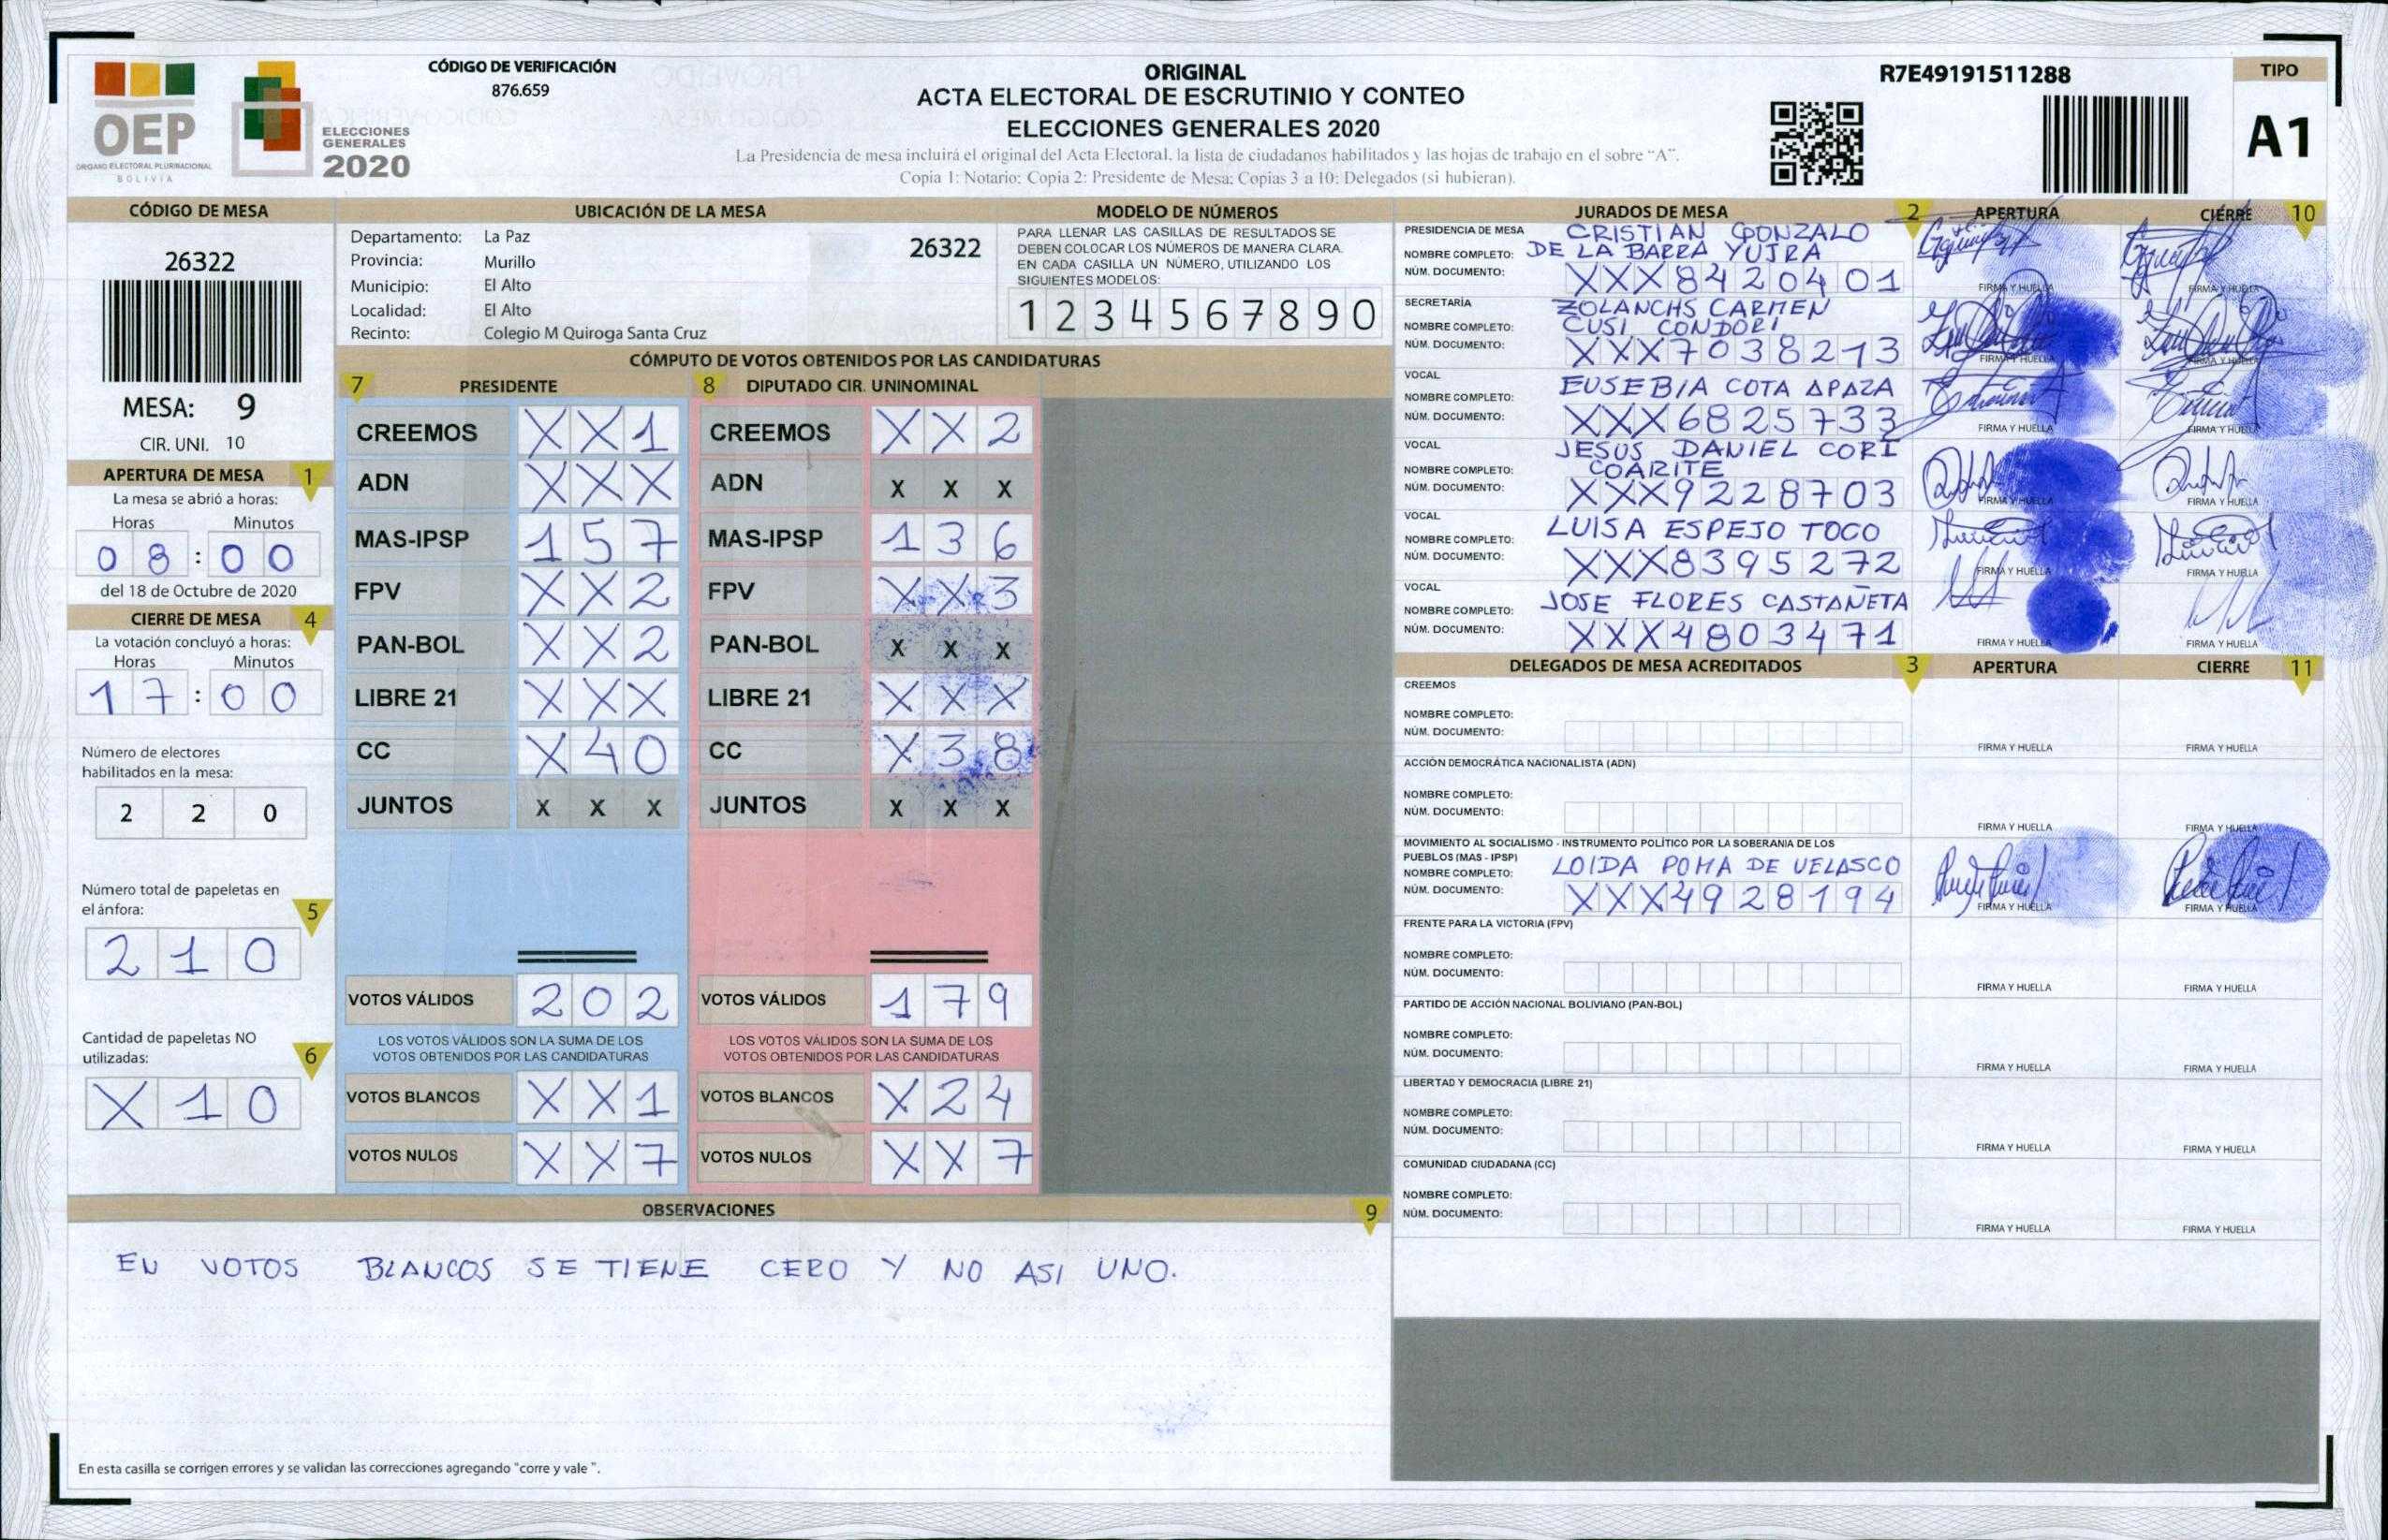 OEP
ÓRGANO ELECTORAL PLURINACIONAL
BOLIVIA
ELECCIONES
GENERALES
2020
CÓDIGO DE VERIFICACIÓN
876.659
ORIGINAL
ACTA ELECTORAL DE ESCRUTINIO Y CONTEO
ELECCIONES GENERALES 2020
La Presidencia de mesa incluirá el original del Acta Electoral, la lista de ciudadanos habilitados y las hojas de trabajo en el sobre “A”.
Copia 1: Notario; Copia 2: Presidente de Mesa; Copias 3 a 10: Delegados (si hubieran).
R7E49191511288
TIPO
A1
CÓDIGO DE MESA
26322
MESA: 9
CIR. UNI. 10
APERTURA DE MESA 1
La mesa se abrió a horas:
Horas Minutos
08:00
del 18 de Octubre de 2020
CIERRE DE MESA 4
La votación concluyó a horas:
Horas Minutos
17:00
Número de electores
habilitados en la mesa:
2 2 0
Número total de papeletas en
el ánfora: 5
2 1 0
Cantidad de papeletas NO
utilizadas: 6
X 1 0
UBICACIÓN DE LA MESA
Departamento: La Paz
Provincia: Murillo
Municipio: El Alto
Localidad: El Alto
Recinto: Colegio M Quiroga Santa Cruz
26322
MODELO DE NÚMEROS
PARA LLENAR LAS CASILLAS DE RESULTADOS SE
DEBEN COLOCAR LOS NÚMEROS DE MANERA CLARA.
EN CADA CASILLA UN NÚMERO, UTILIZANDO LOS
SIGUIENTES MODELOS:
1 2 3 4 5 6 7 8 9 0
CÓMPUTO DE VOTOS OBTENIDOS POR LAS CANDIDATURAS
7 PRESIDENTE
CREEMOS X X 1
ADN X X X
MAS-IPSP 1 5 7
FPV X X 2
PAN-BOL X X 2
LIBRE 21 X X X
CC X 4 0
JUNTOS X X X
VOTOS VÁLIDOS 2 0 2
LOS VOTOS VÁLIDOS SON LA SUMA DE LOS
VOTOS OBTENIDOS POR LAS CANDIDATURAS
VOTOS BLANCOS X X 1
VOTOS NULOS X X 7
8 DIPUTADO CIR. UNINOMINAL
CREEMOS X X 2
ADN X X X
MAS-IPSP 1 3 6
FPV X X 3
PAN-BOL X X X
LIBRE 21 X X X
CC X 3 8
JUNTOS X X X
VOTOS VÁLIDOS 1 7 9
LOS VOTOS VÁLIDOS SON LA SUMA DE LOS
VOTOS OBTENIDOS POR LAS CANDIDATURAS
VOTOS BLANCOS X 2 4
VOTOS NULOS X X 7
OBSERVACIONES 9
EN VOTOS BLANCOS SE TIENE CERO Y NO ASI UNO.
En esta casilla se corrigen errores y se validan las correcciones agregando "corre y vale".
JURADOS DE MESA 2 APERTURA CIERRE 10
PRESIDENCIA DE MESA CRISTIAN GONZALO
NOMBRE COMPLETO: DE LA BARRA YUJRA
NÚM. DOCUMENTO: XXX8420401
FIRMA Y HUELLA FIRMA Y HUELLA
SECRETARÍA ZOLANCHS CARMEN
NOMBRE COMPLETO: CUSI CONDORI
NÚM. DOCUMENTO: XXX7038213
FIRMA Y HUELLA FIRMA Y HUELLA
VOCAL
NOMBRE COMPLETO: EUSEBIA COTA APAZA
NÚM. DOCUMENTO: XXX6825733
FIRMA Y HUELLA FIRMA Y HUELLA
VOCAL JESUS DANIEL CORI
NOMBRE COMPLETO: COARITE
NÚM. DOCUMENTO: XXX9228703
FIRMA Y HUELLA FIRMA Y HUELLA
VOCAL
NOMBRE COMPLETO: LUISA ESPEJO TOCO
NÚM. DOCUMENTO: XXX8395272
FIRMA Y HUELLA FIRMA Y HUELLA
VOCAL
NOMBRE COMPLETO: JOSE FLORES CASTAÑETA
NÚM. DOCUMENTO: XXX4803471
FIRMA Y HUELLA FIRMA Y HUELLA
DELEGADOS DE MESA ACREDITADOS 3 APERTURA CIERRE 11
CREEMOS
NOMBRE COMPLETO:
NÚM. DOCUMENTO:
FIRMA Y HUELLA FIRMA Y HUELLA
ACCIÓN DEMOCRÁTICA NACIONALISTA (ADN)
NOMBRE COMPLETO:
NÚM. DOCUMENTO:
FIRMA Y HUELLA FIRMA Y HUELLA
MOVIMIENTO AL SOCIALISMO - INSTRUMENTO POLÍTICO POR LA SOBERANIA DE LOS
PUEBLOS (MAS - IPSP)
NOMBRE COMPLETO: LOIDA POMA DE VELASCO
NÚM. DOCUMENTO: XXX4928194
FIRMA Y HUELLA FIRMA Y HUELLA
FRENTE PARA LA VICTORIA (FPV)
NOMBRE COMPLETO:
NÚM. DOCUMENTO:
FIRMA Y HUELLA FIRMA Y HUELLA
PARTIDO DE ACCIÓN NACIONAL BOLIVIANO (PAN-BOL)
NOMBRE COMPLETO:
NÚM. DOCUMENTO:
FIRMA Y HUELLA FIRMA Y HUELLA
LIBERTAD Y DEMOCRACIA (LIBRE 21)
NOMBRE COMPLETO:
NÚM. DOCUMENTO:
FIRMA Y HUELLA FIRMA Y HUELLA
COMUNIDAD CIUDADANA (CC)
NOMBRE COMPLETO:
NÚM. DOCUMENTO:
FIRMA Y HUELLA FIRMA Y HUELLA